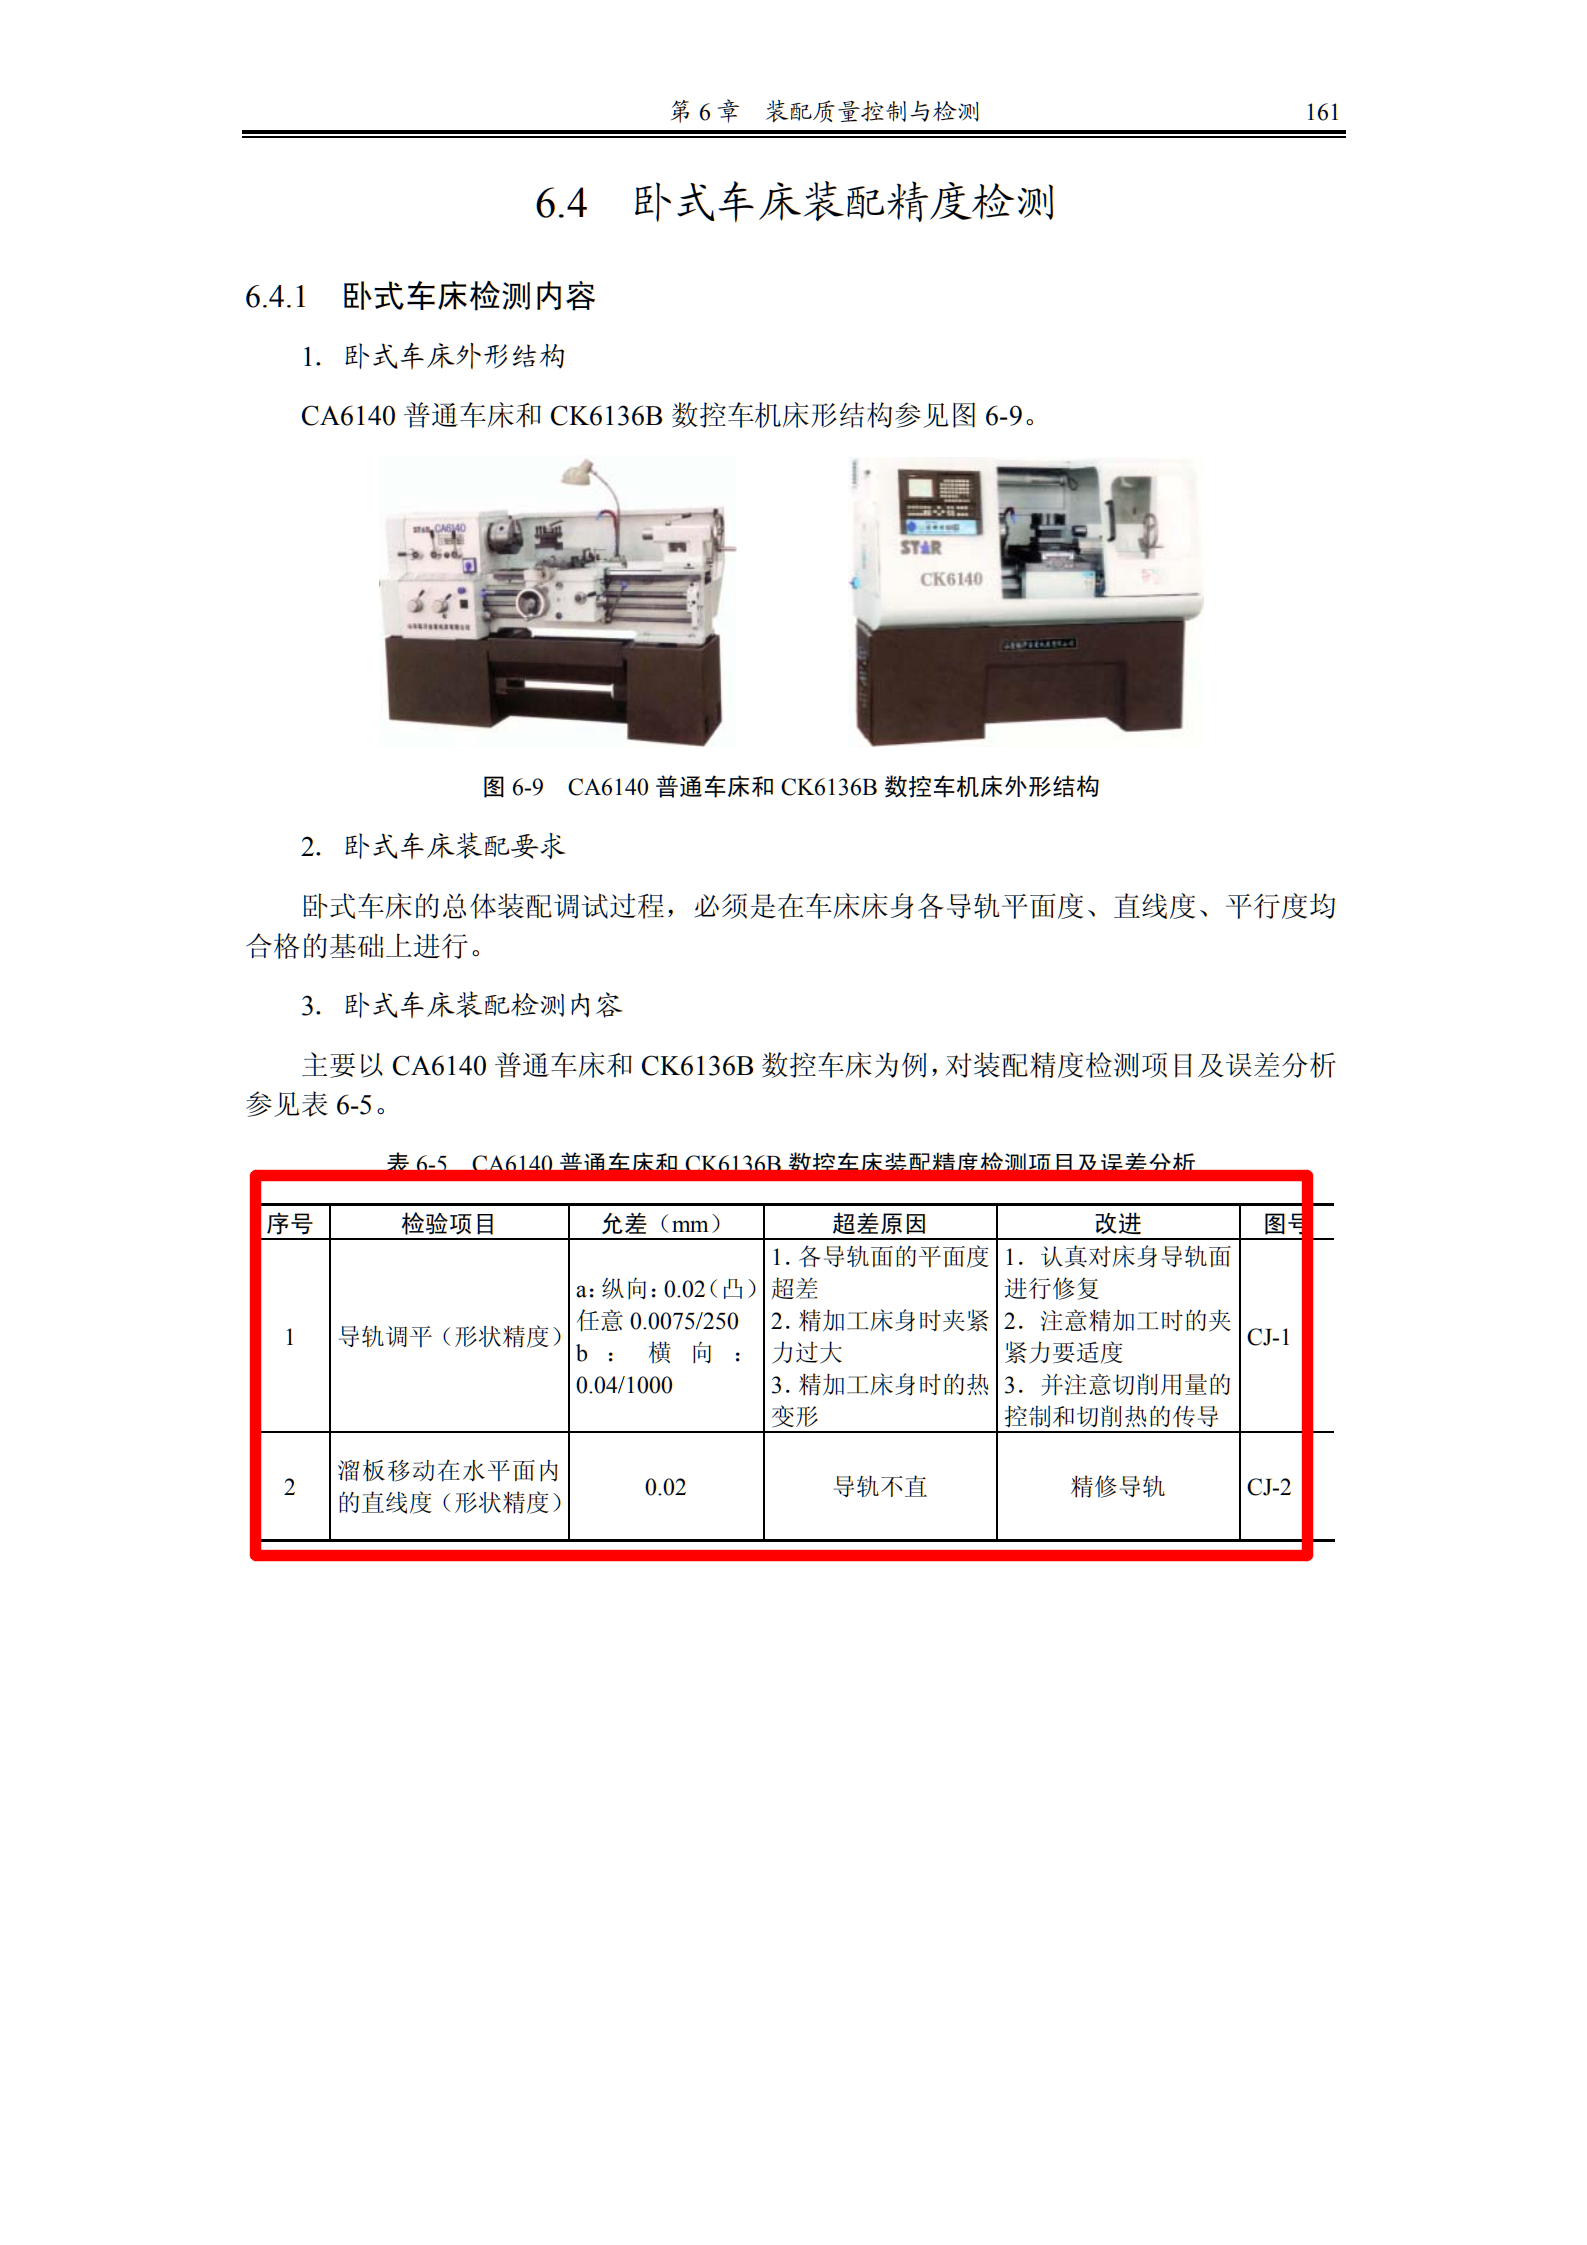 第 6 章 装配质量控制与检测 161
6.4 卧式车床装配精度检测
6.4.1 卧式车床检测内容
1. 卧式车床外形结构
CA6140 普通车床和 CK6136B 数控车机床形结构参见图 6-9。
STAR CA6140
STAR
CK6140
图 6-9 CA6140 普通车床和 CK6136B 数控车机床外形结构
2. 卧式车床装配要求
卧式车床的总体装配调试过程，必须是在车床床身各导轨平面度、直线度、平行度均
合格的基础上进行。
3. 卧式车床装配检测内容
主要以 CA6140 普通车床和 CK6136B 数控车床为例，对装配精度检测项目及误差分析
参见表 6-5。
表 6-5 CA6140 普通车床和 CK6136B 数控车床装配精度检测项目及误差分析
序号 检验项目 允差（mm） 超差原因 改进 图号
1
导轨调平（形状精度）
a：纵向：0.02（凸）
任意 0.0075/250
b：横向：
0.04/1000
1. 各导轨面的平面度
超差
2. 精加工床身时夹紧
力过大
3. 精加工床身时的热
变形
1. 认真对床身导轨面
进行修复
2. 注意精加工时的夹
紧力要适度
3. 并注意切削用量的
控制和切削热的传导
CJ-1
2
溜板移动在水平面内
的直线度（形状精度）
0.02
导轨不直
精修导轨
CJ-2